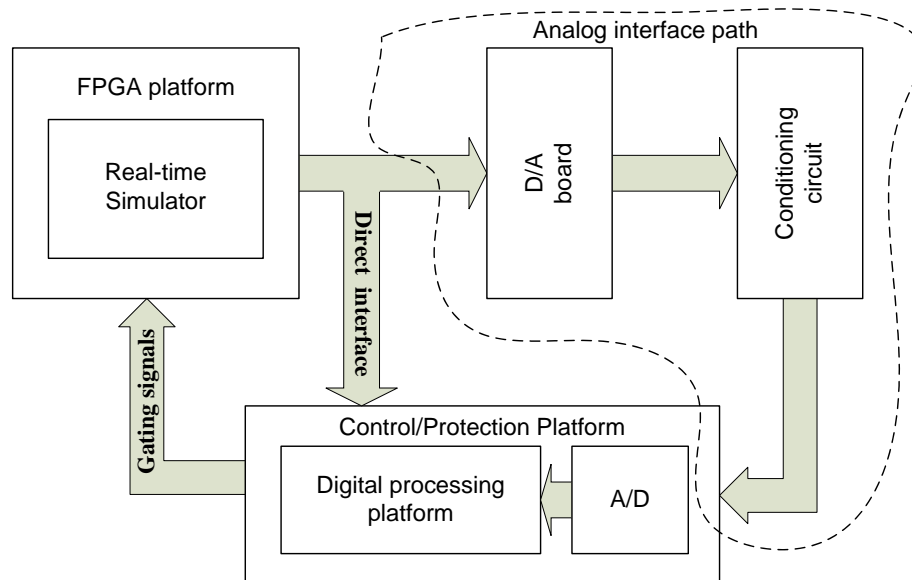 Analog interface path
FPGA platform
Real-time
Simulator
D/A
board
Conditioning
circuit
Direct interface
Gating signals
Control/Protection Platform
Digital processing
platform
A/D